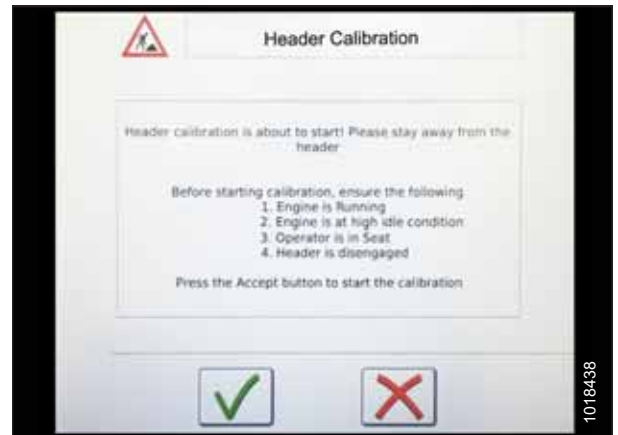 Header Calibration
Header calibration is about to start! Please stay away from the
header
Before starting calibration, ensure the following
1. Engine is Running
2. Engine is at high idle condition
3. Operator is in Seat
4. Header is disengaged
Press the Accept button to start the calibration
1018438